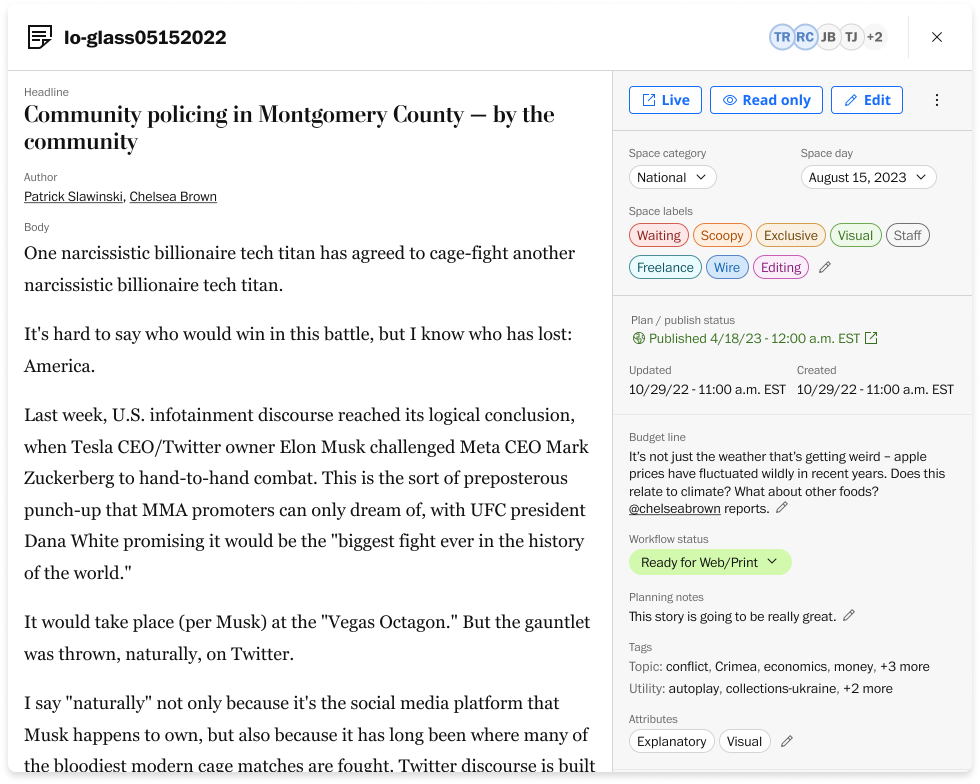 lo-glass05152022
TR RC JB TJ +2
Headline
Community policing in Montgomery County — by the
community
Author
Patrick Slawinski, Chelsea Brown
Body
One narcissistic billionaire tech titan has agreed to cage-fight another
narcissistic billionaire tech titan.
It's hard to say who would win in this battle, but I know who has lost:
America.
Last week, U.S. infotainment discourse reached its logical conclusion,
when Tesla CEO/Twitter owner Elon Musk challenged Meta CEO Mark
Zuckerberg to hand-to-hand combat. This is the sort of preposterous
punch-up that MMA promoters can only dream of, with UFC president
Dana White promising it would be the "biggest fight ever in the history
of the world."
It would take place (per Musk) at the "Vegas Octagon." But the gauntlet
was thrown, naturally, on Twitter.
I say "naturally" not only because it's the social media platform that
Musk happens to own, but also because it has long been where many of
the bloodiest modern cage matches are fought. Twitter discourse is built
Live Read only Edit
Space category Space day
National August 15, 2023
Space labels
Waiting Scoopy Exclusive Visual Staff
Freelance Wire Editing
Plan / publish status
Published 4/18/23 - 12:00 a.m. EST
Updated Created
10/29/22 - 11:00 a.m. EST 10/29/22 - 11:00 a.m. EST
Budget line
It's not just the weather that's getting weird – apple
prices have fluctuated wildly in recent years. Does this
relate to climate? What about other foods?
@chelseabrown reports.
Workflow status
Ready for Web/Print
Planning notes
This story is going to be really great.
Tags
Topic: conflict, Crimea, economics, money, +3 more
Utility: autoplay, collections-ukraine, +2 more
Attributes
Explanatory Visual